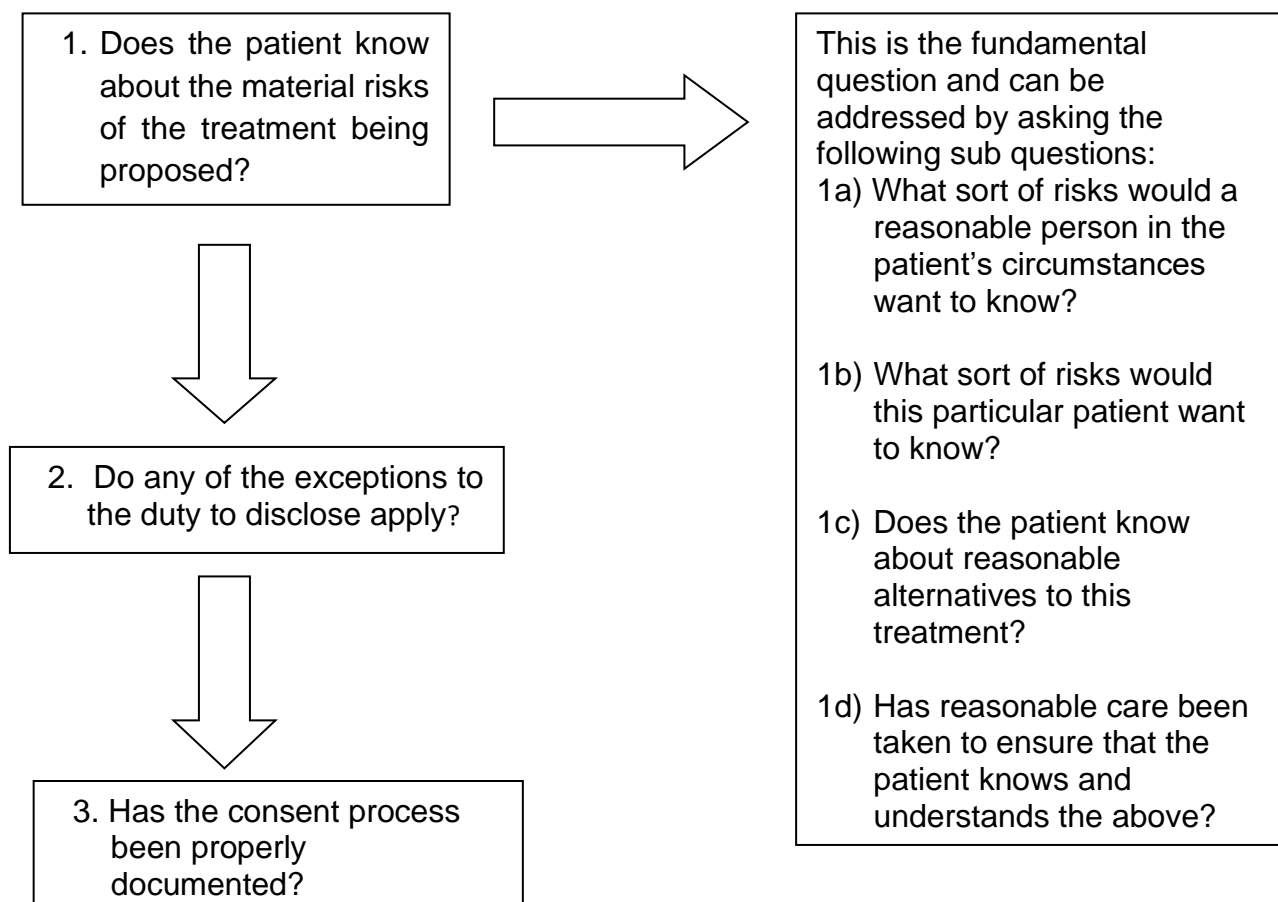 1. Does the patient know
about the material risks
of the treatment being
proposed?
This is the fundamental
question and can be
addressed by asking the
following sub questions:
1a) What sort of risks would a
reasonable person in the
patient’s circumstances
want to know?
1b) What sort of risks would
this particular patient want
to know?
1c) Does the patient know
about reasonable
alternatives to this
treatment?
1d) Has reasonable care been
taken to ensure that the
patient knows and
understands the above?
2. Do any of the exceptions to
the duty to disclose apply?
3. Has the consent process
been properly
documented?